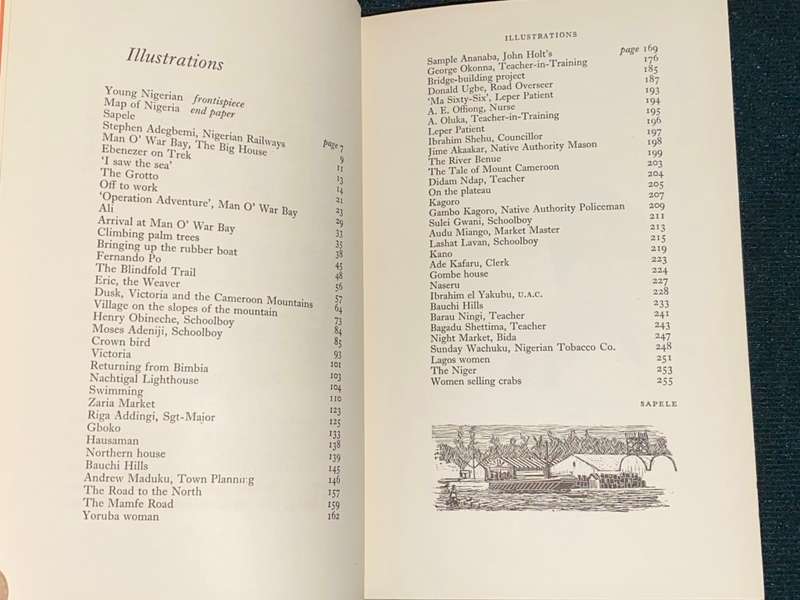 Illustrations
Young Nigerian frontispiece
Map of Nigeria end paper
Sapele page 7
Stephen Adegbemi, Nigerian Railways 9
Man O' War Bay, The Big House 11
Ebenezer on Trek 13
'I saw the sea' 14
The Grotto 21
Off to work 23
'Operation Adventure', Man O' War Bay 29
Ali 33
Arrival at Man O' War Bay 35
Climbing palm trees 38
Bringing up the rubber boat 45
Fernando Po 48
The Blindfold Trail 56
Eric, the Weaver 57
Dusk, Victoria and the Cameroon Mountains 64
Village on the slopes of the mountain 73
Henry Obineche, Schoolboy 84
Moses Adeniji, Schoolboy 85
Crown bird 93
Victoria 101
Returning from Bimbia 103
Nachtigal Lighthouse 104
Swimming 110
Zaria Market 123
Riga Addingi, Sgt-Major 125
Gboko 133
Hausaman 138
Northern house 139
Bauchi Hills 145
Andrew Maduku, Town Planning 146
The Road to the North 157
The Mamfe Road 159
Yoruba woman 162
ILLUSTRATIONS
Sample Ananaba, John Holt's page 169
George Okonna, Teacher-in-Training 176
Bridge-building project 185
Donald Ugbe, Road Overseer 187
'Ma Sixty-Six', Leper Patient 193
A. E. Offiong, Nurse 194
A. Oluka, Teacher-in-Training 195
Leper Patient 196
Ibrahim Shehu, Councillor 197
Jime Akaakar, Native Authority Mason 198
The River Benue 199
The Tale of Mount Cameroon 203
Didam Ndap, Teacher 204
On the plateau 205
Kagoro 207
Gambo Kagoro, Native Authority Policeman 209
Sulei Gwani, Schoolboy 211
Audu Miango, Market Master 213
Lashat Lavan, Schoolboy 215
Kano 219
Ade Kafaru, Clerk 223
Gombe house 224
Naseru 227
Ibrahim el Yakubu, U.A.C. 228
Bauchi Hills 233
Barau Ningi, Teacher 241
Bagadu Shettima, Teacher 243
Night Market, Bida 247
Sunday Wachuku, Nigerian Tobacco Co. 248
Lagos women 251
The Niger 253
Women selling crabs 255
SAPELE